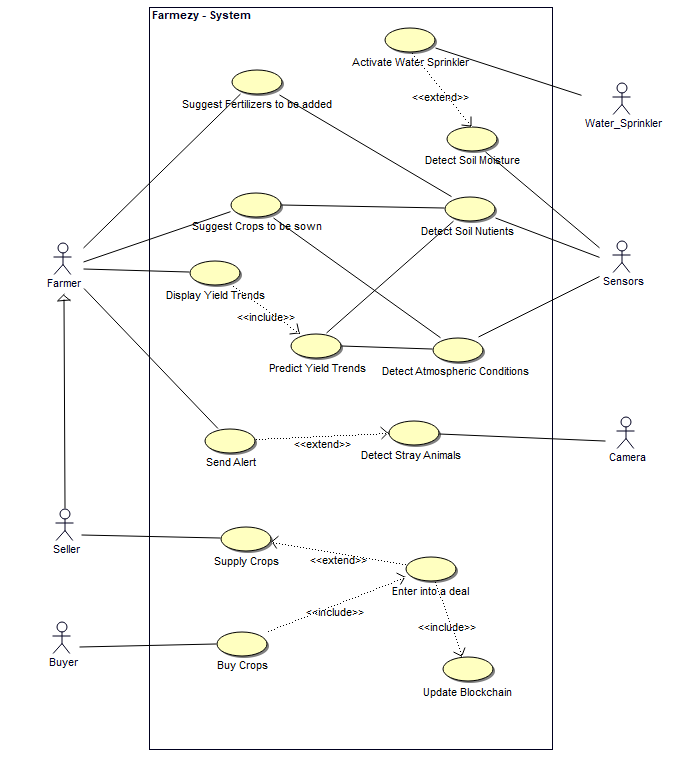 Farmezy - System
Activate Water Sprinkler
Suggest Fertilizers to be added
<<extend>>
Water_Sprinkler
Detect Soil Moisture
Suggest Crops to be sown
Detect Soil Nutients
Farmer
Sensors
Display Yield Trends
<<include>>
Predict Yield Trends
Detect Atmospheric Conditions
Send Alert
<<extend>>
Detect Stray Animals
Camera
Seller
Supply Crops
<<extend>>
Enter into a deal
<<include>>
<<include>>
Buyer
Buy Crops
Update Blockchain